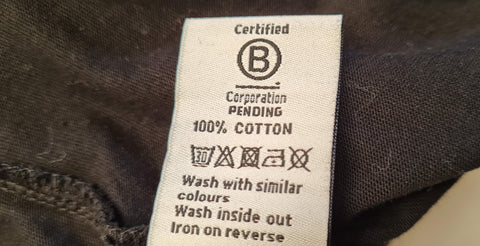 Certified
B
Corporation
PENDING
100% COTTON
30
Wash with similar
colours
Wash inside out
Iron on reverse